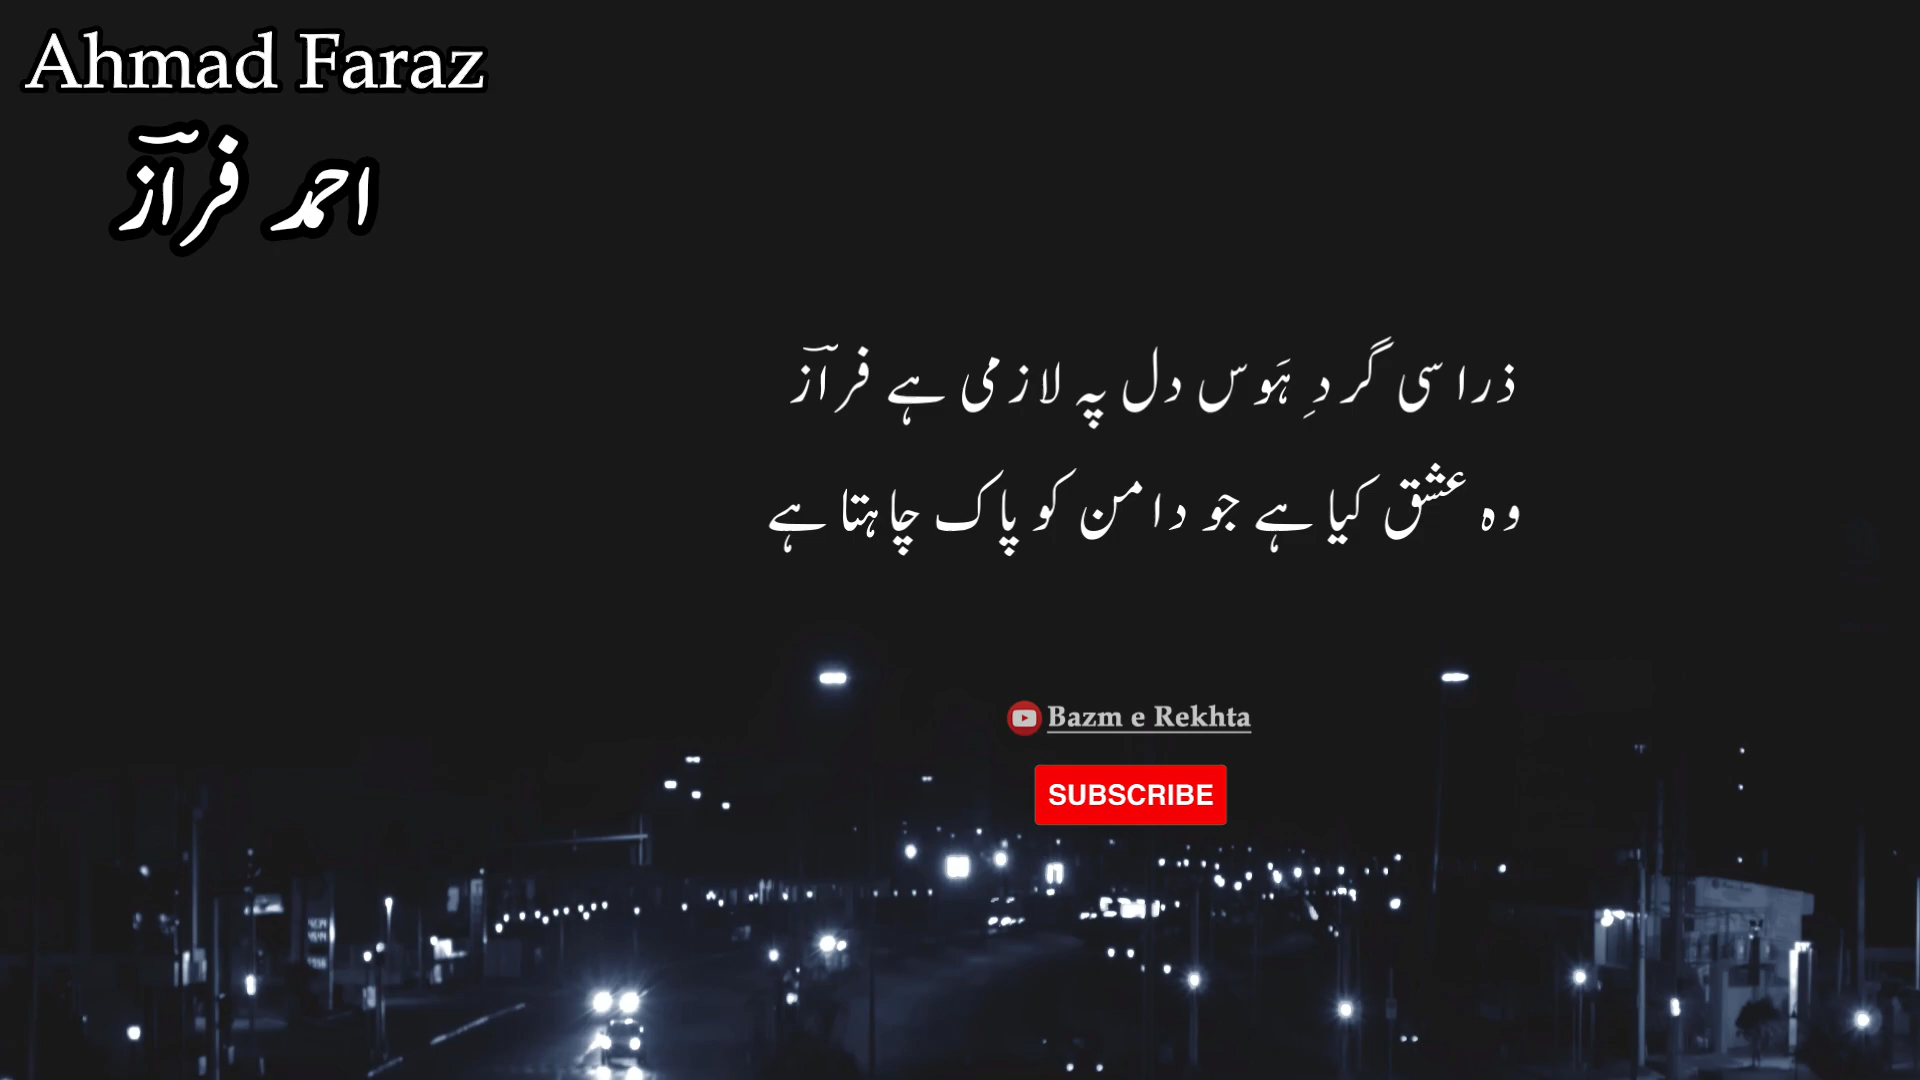 Ahmad Faraz
احمد فرازؔ
ذرا سی گردِ ہَوس دل پہ لازمی ہے فرازؔ
وہ عشق کیا ہے جو دامن کو پاک چاہتا ہے
Bazm e Rekhta
SUBSCRIBE